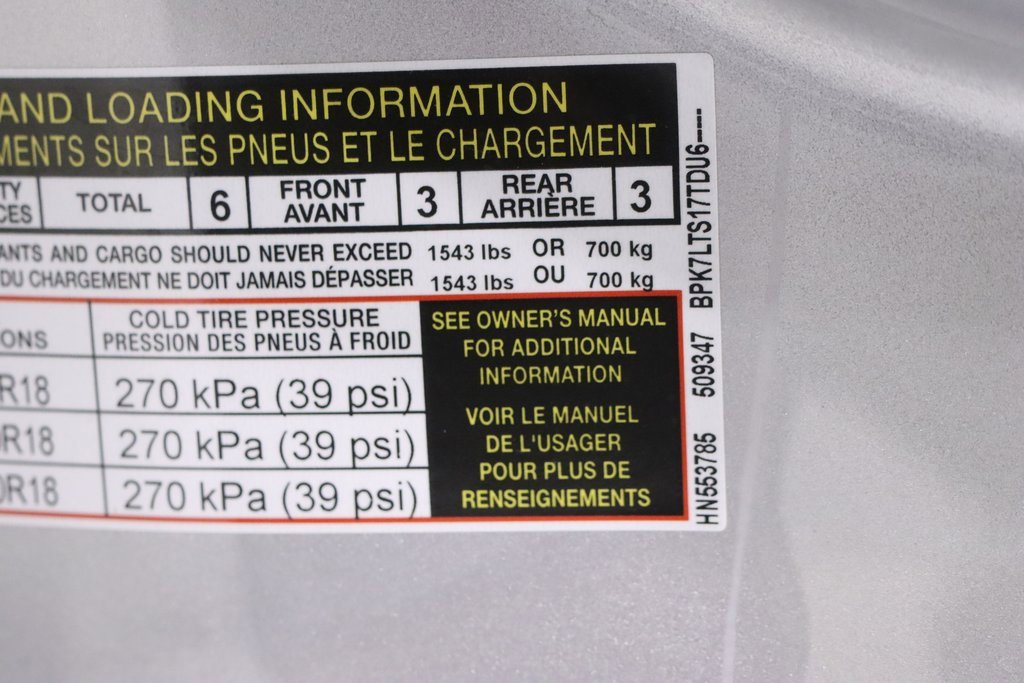 AND LOADING INFORMATION
MENTS SUR LES PNEUS ET LE CHARGEMENT
TY
CES
TOTAL
6
FRONT
AVANT
3
REAR
ARRIÈRE
3
ANTS AND CARGO SHOULD NEVER EXCEED 1543 lbs OR 700 kg
DU CHARGEMENT NE DOIT JAMAIS DÉPASSER 1543 lbs OU 700 kg
ONS
COLD TIRE PRESSURE
PRESSION DES PNEUS À FROID
R18 270 kPa (39 psi)
0R18 270 kPa (39 psi)
0R18 270 kPa (39 psi)
SEE OWNER'S MANUAL
FOR ADDITIONAL
INFORMATION
VOIR LE MANUEL
DE L'USAGER
POUR PLUS DE
RENSEIGNEMENTS
HN553785 509347 BPK7LTS17TDU6---